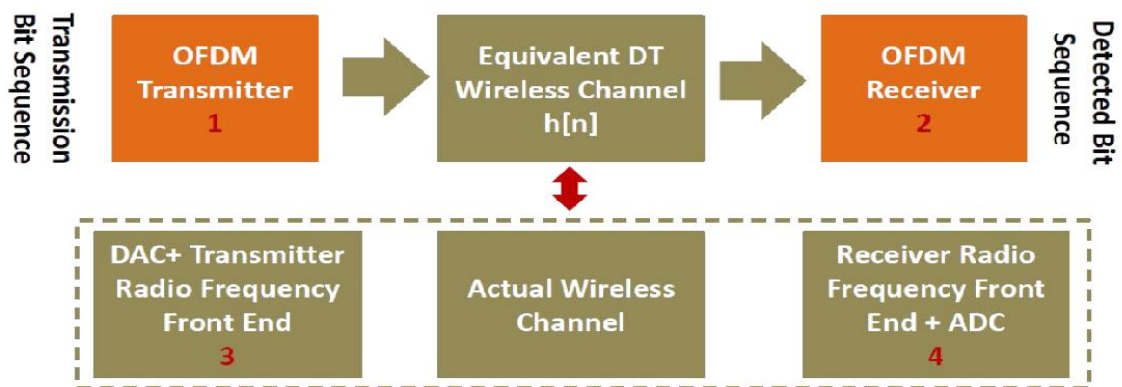 Transmission
Bit Sequence
OFDM
Transmitter
1
Equivalent DT
Wireless Channel
h[n]
OFDM
Receiver
2
Detected Bit
Sequence
DAC+ Transmitter
Radio Frequency
Front End
3
Actual Wireless
Channel
Receiver Radio
Frequency Front
End + ADC
4